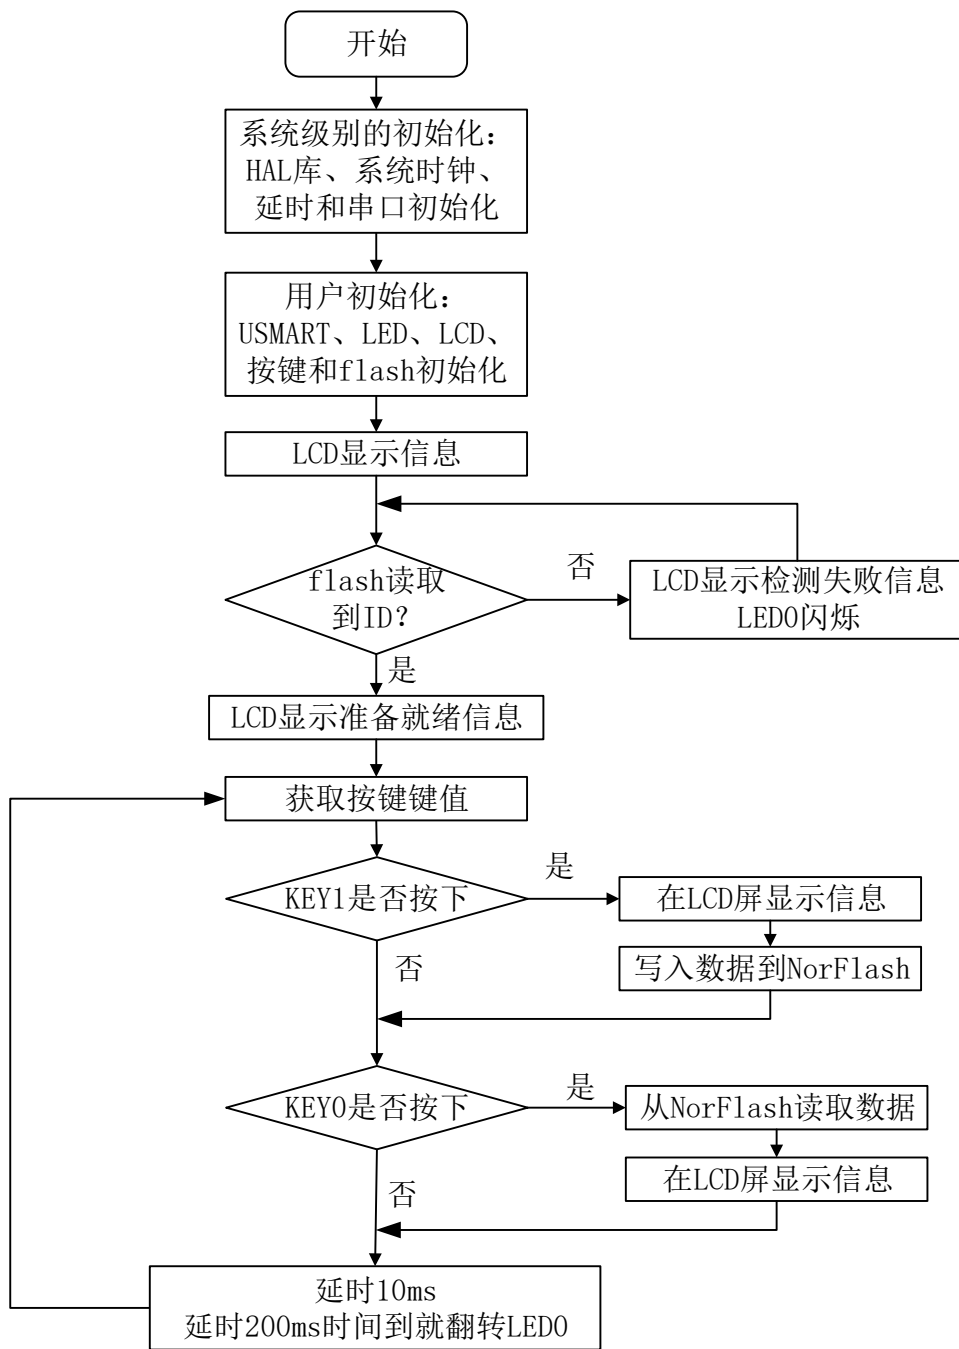 开始
系统级别的初始化：
HAL库、系统时钟、
延时和串口初始化
用户初始化：
USMART、LED、LCD、
按键和flash初始化
LCD显示信息
flash读取
到ID？
否
LCD显示检测失败信息
LED0闪烁
是
LCD显示准备就绪信息
获取按键键值
KEY1是否按下
是
在LCD屏显示信息
否
写入数据到NorFlash
KEY0是否按下
是
从NorFlash读取数据
否
在LCD屏显示信息
延时10ms
延时200ms时间到就翻转LED0